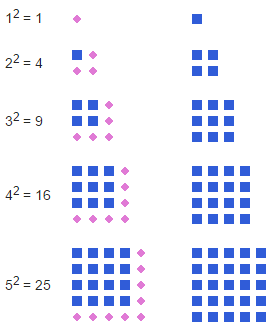 1² = 1
2² = 4
3² = 9
4² = 16
5² = 25